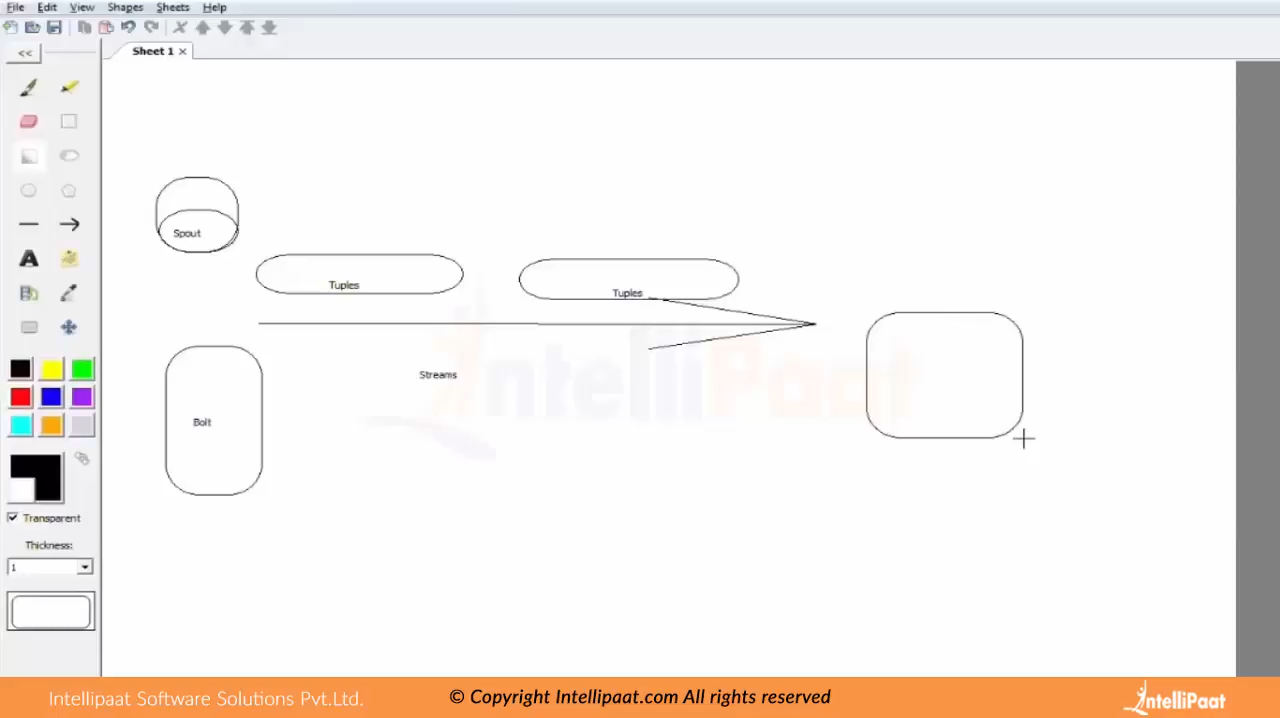 File Edit View Shapes Sheets Help
<<
Sheet 1
Spout
Tuples
Tuples
Streams
IntelliPaat
Bolt
Transparent
Thickness:
1
Intellipaat Software Solutions Pvt.Ltd.
© Copyright Intellipaat.com All rights reserved
IntelliPaat